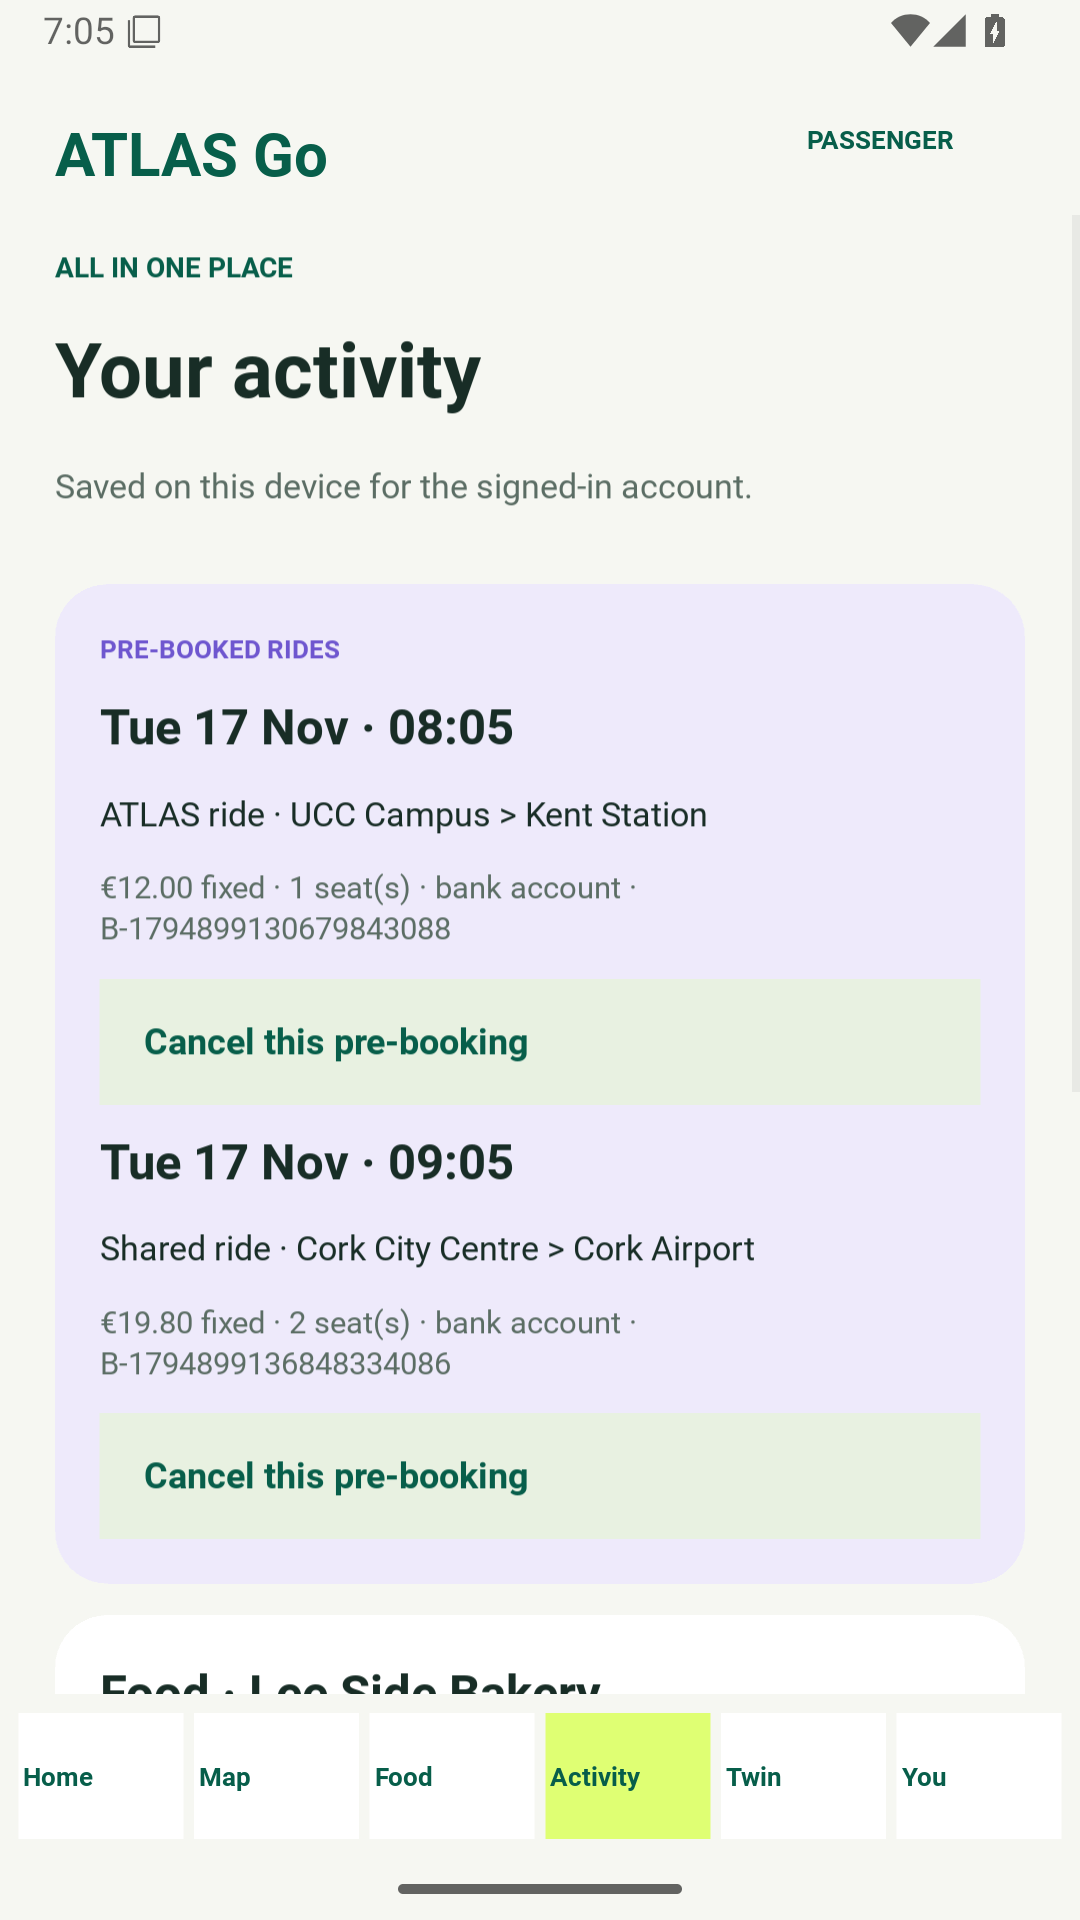 7:05
ATLAS Go
PASSENGER
ALL IN ONE PLACE
Your activity
Saved on this device for the signed-in account.
PRE-BOOKED RIDES
Tue 17 Nov · 08:05
ATLAS ride · UCC Campus > Kent Station
€12.00 fixed · 1 seat(s) · bank account ·
B-1794899130679843088
Cancel this pre-booking
Tue 17 Nov · 09:05
Shared ride · Cork City Centre > Cork Airport
€19.80 fixed · 2 seat(s) · bank account ·
B-1794899136848334086
Cancel this pre-booking
Food · Lee Side Bakery
Home
Map
Food
Activity
Twin
You